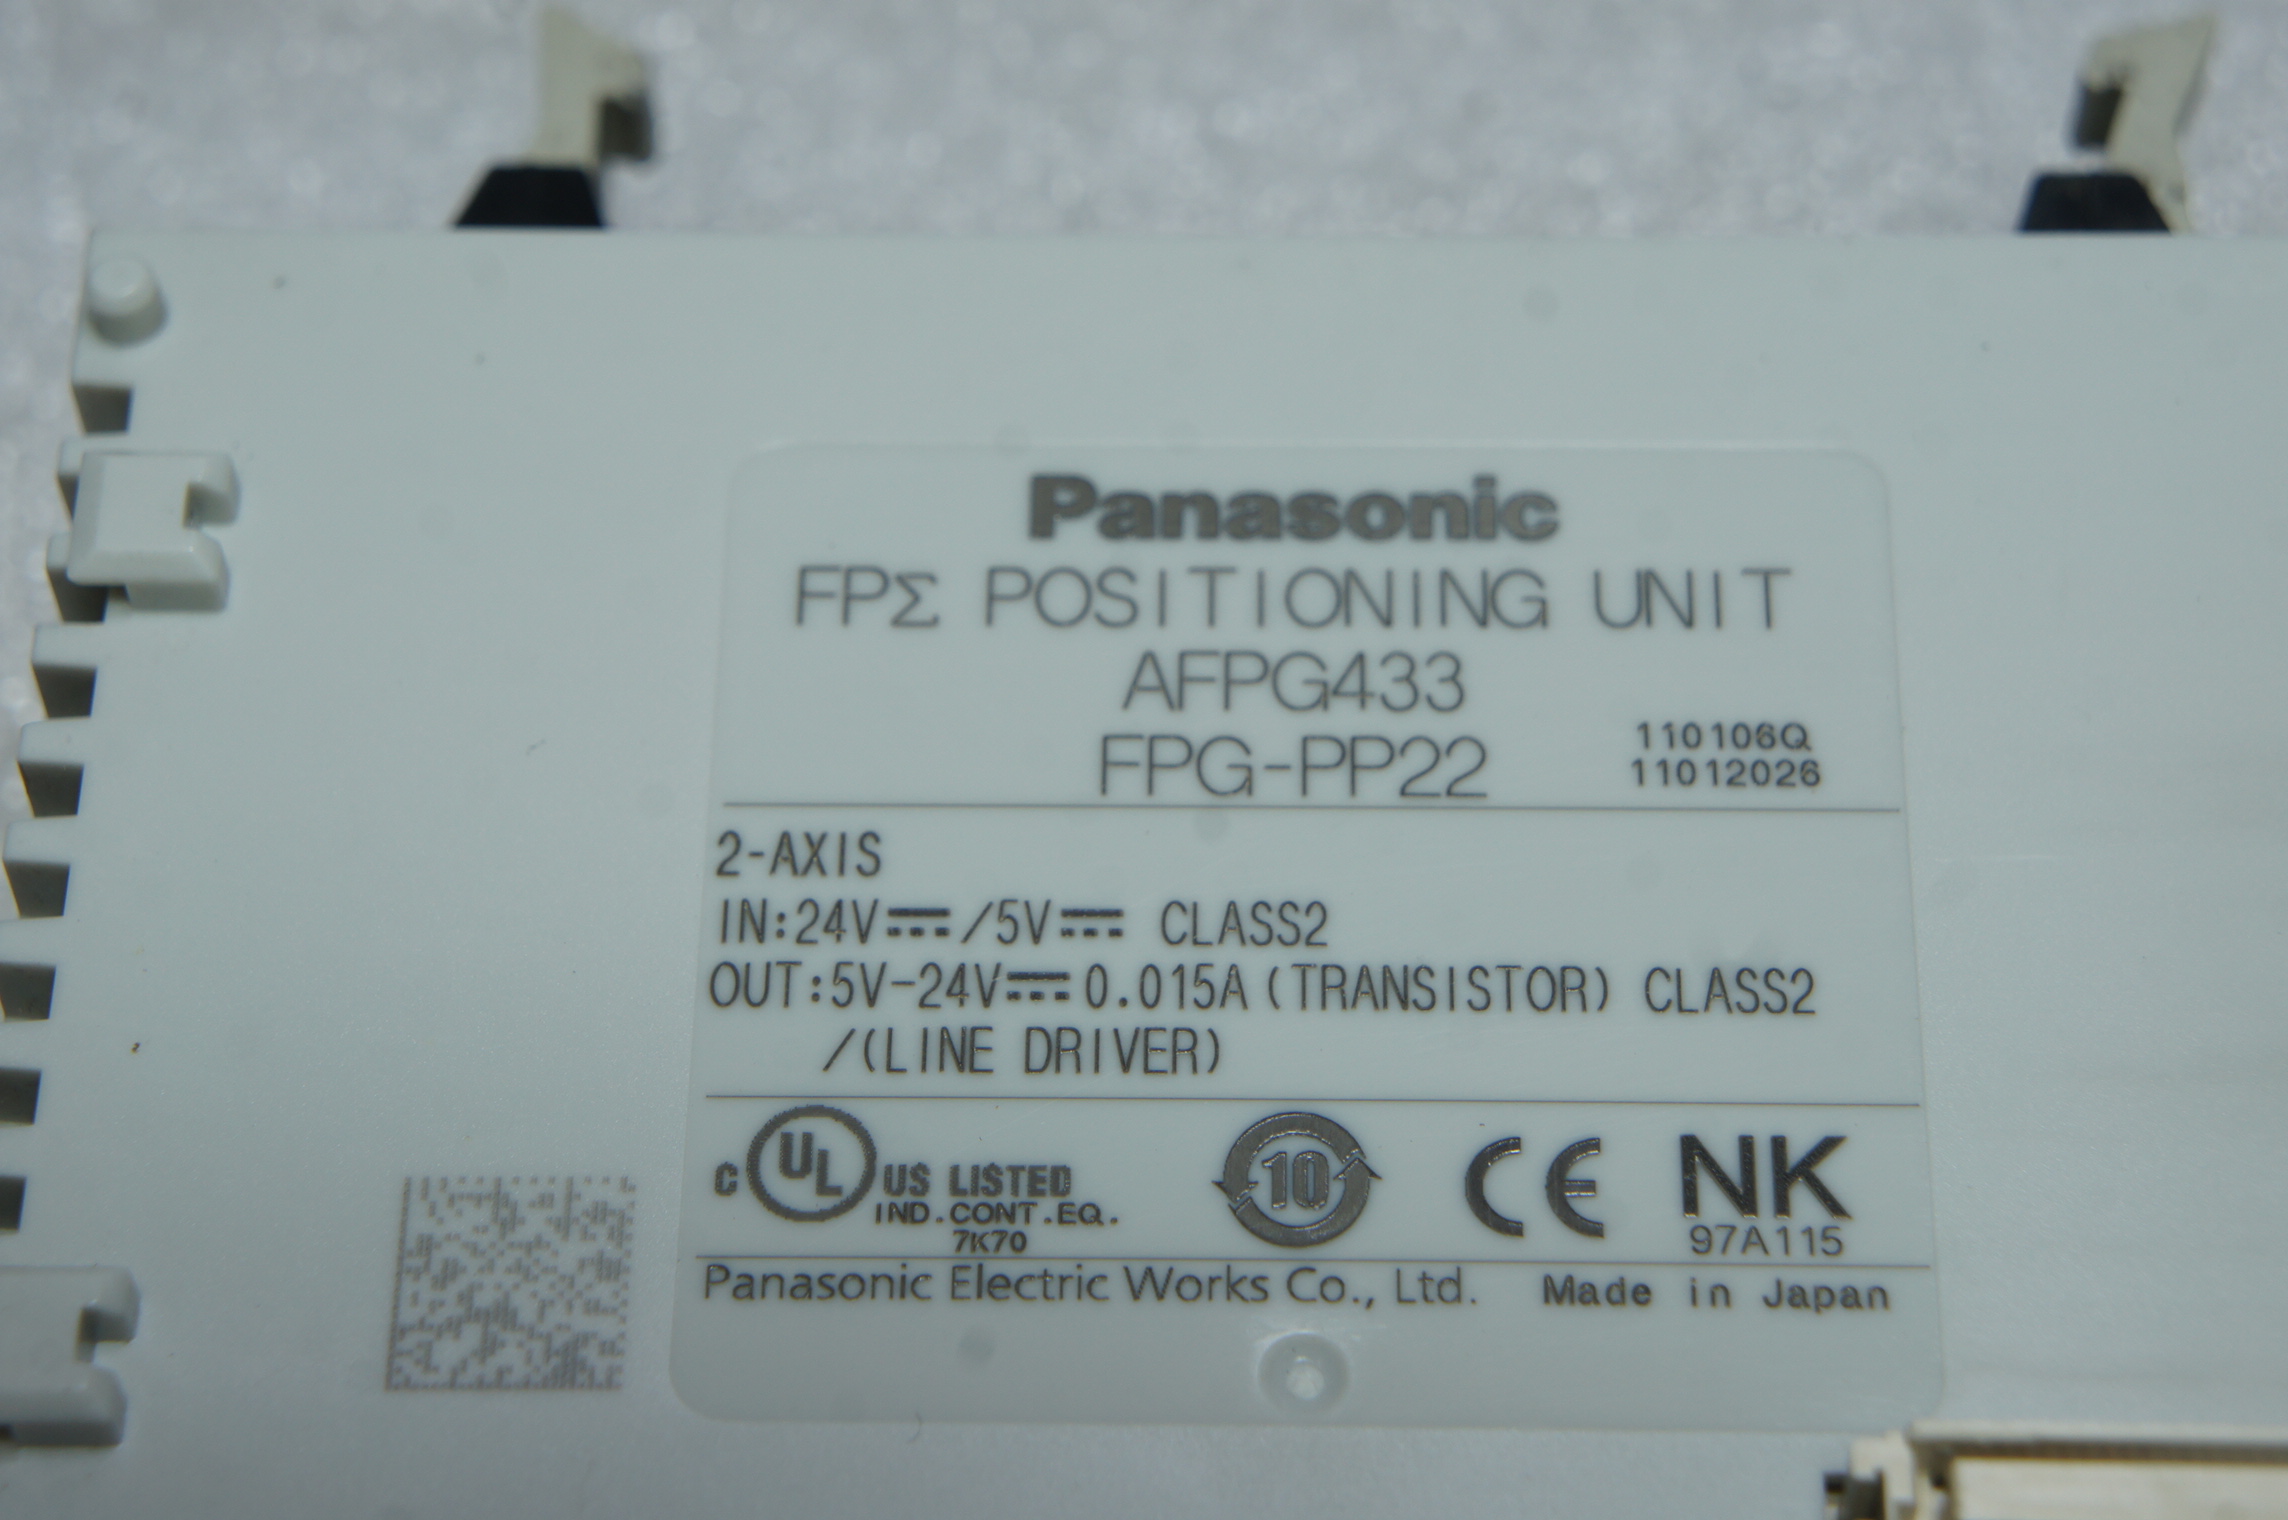 Panasonic
FPΣ POSITIONING UNIT
AFPG433
FPG-PP22
110106Q
11012026
2-AXIS
IN:24V⎓/5V⎓ CLASS2
OUT:5V-24V⎓0.015A(TRANSISTOR) CLASS2
/(LINE DRIVER)
C UL US LISTED
IND.CONT.EQ.
7K70
10
CE
NK
97A115
Panasonic Electric Works Co., Ltd. Made in Japan